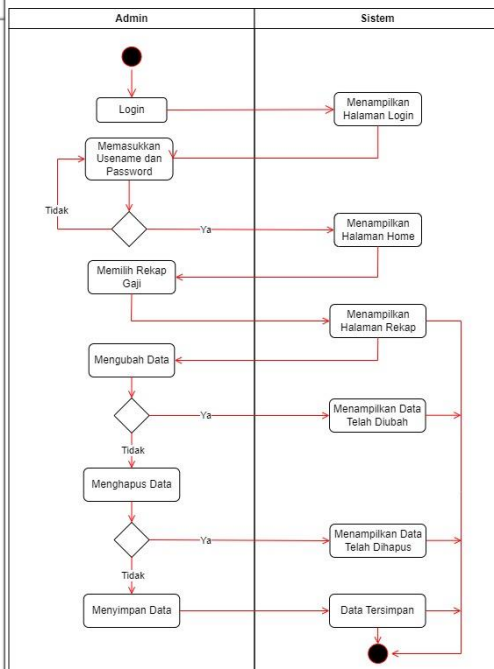 Admin
Sistem
Login
Menampilkan
Halaman Login
Memasukkan
Usename dan
Password
Tidak
Ya
Menampilkan
Halaman Home
Memilih Rekap
Gaji
Menampilkan
Halaman Rekap
Mengubah Data
Ya
Menampilkan Data
Telah Diubah
Tidak
Menghapus Data
Ya
Menampilkan Data
Telah Dihapus
Tidak
Menyimpan Data
Data Tersimpan